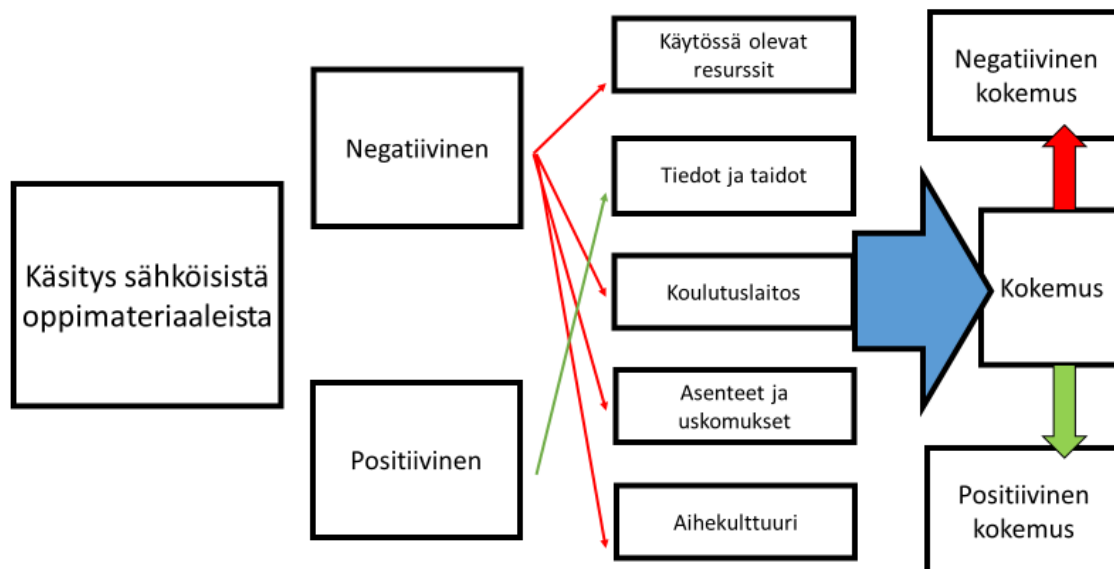 Käsitys sähköisistä
oppimateriaaleista
Negatiivinen
Positiivinen
Käytössä olevat
resurssit
Tiedot ja taidot
Koulutuslaitos
Asenteet ja
uskomukset
Aihekulttuuri
Negatiivinen
kokemus
Kokemus
Positiivinen
kokemus